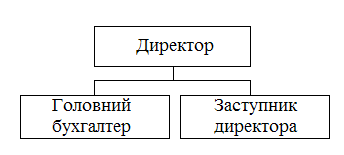 Директор
Головний
бухгалтер
Заступник
директора